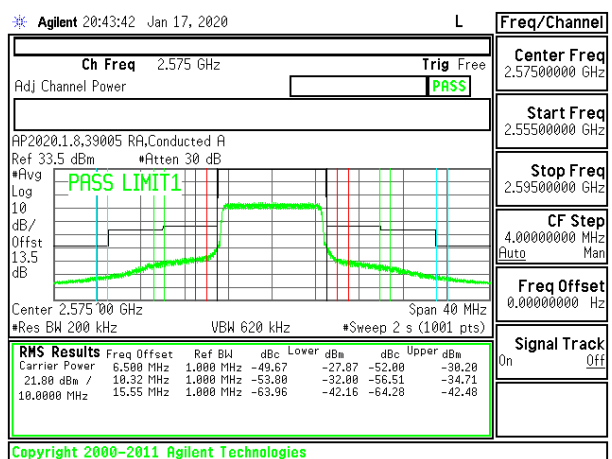 Agilent 20:43:42 Jan 17, 2020 L
Freq/Channel
Ch Freq 2.575 GHz Trig Free
Adj Channel Power PASS
Center Freq
2.57500000 GHz
Start Freq
2.55500000 GHz
Stop Freq
2.59500000 GHz
CF Step
4.00000000 MHz
Auto Man
Freq Offset
0.00000000 Hz
Signal Track
On Off
AP2020.1.8,39005 RA,Conducted A
Ref 33.5 dBm #Atten 30 dB
#Avg
Log
10
dB/
Offst
13.5
dB
PASS LIMIT1
Center 2.575 00 GHz Span 40 MHz
#Res BW 200 kHz VBW 620 kHz #Sweep 2 s (1001 pts)
RMS Results Freq Offset Ref BW dBc Lower dBm dBc Upper dBm
Carrier Power 6.500 MHz 1.000 MHz -49.67 -27.87 -52.00 -30.20
21.80 dBm / 10.32 MHz 1.000 MHz -53.80 -32.00 -56.51 -34.71
10.0000 MHz 15.55 MHz 1.000 MHz -63.96 -42.16 -64.28 -42.48
Copyright 2000-2011 Agilent Technologies